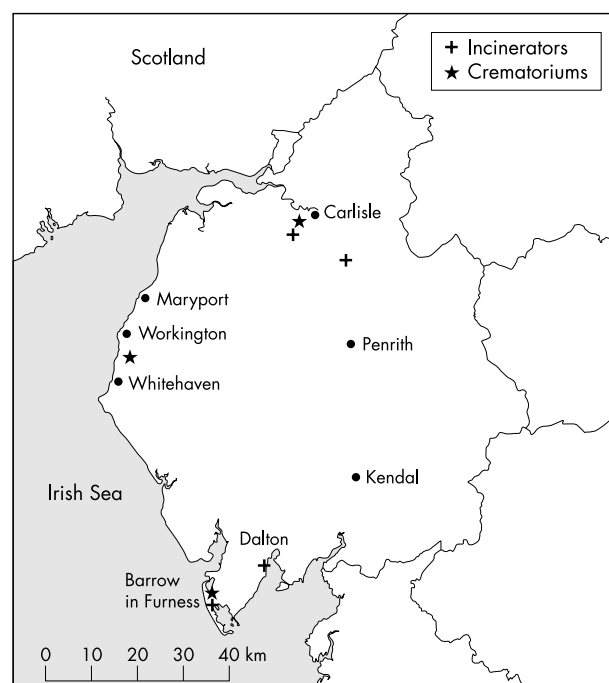 Scotland
Incinerators
Crematoriums
Carlisle
Maryport
Workington
Penrith
Whitehaven
Kendal
Irish Sea
Dalton
Barrow
in Furness
0 10 20 30 40 km